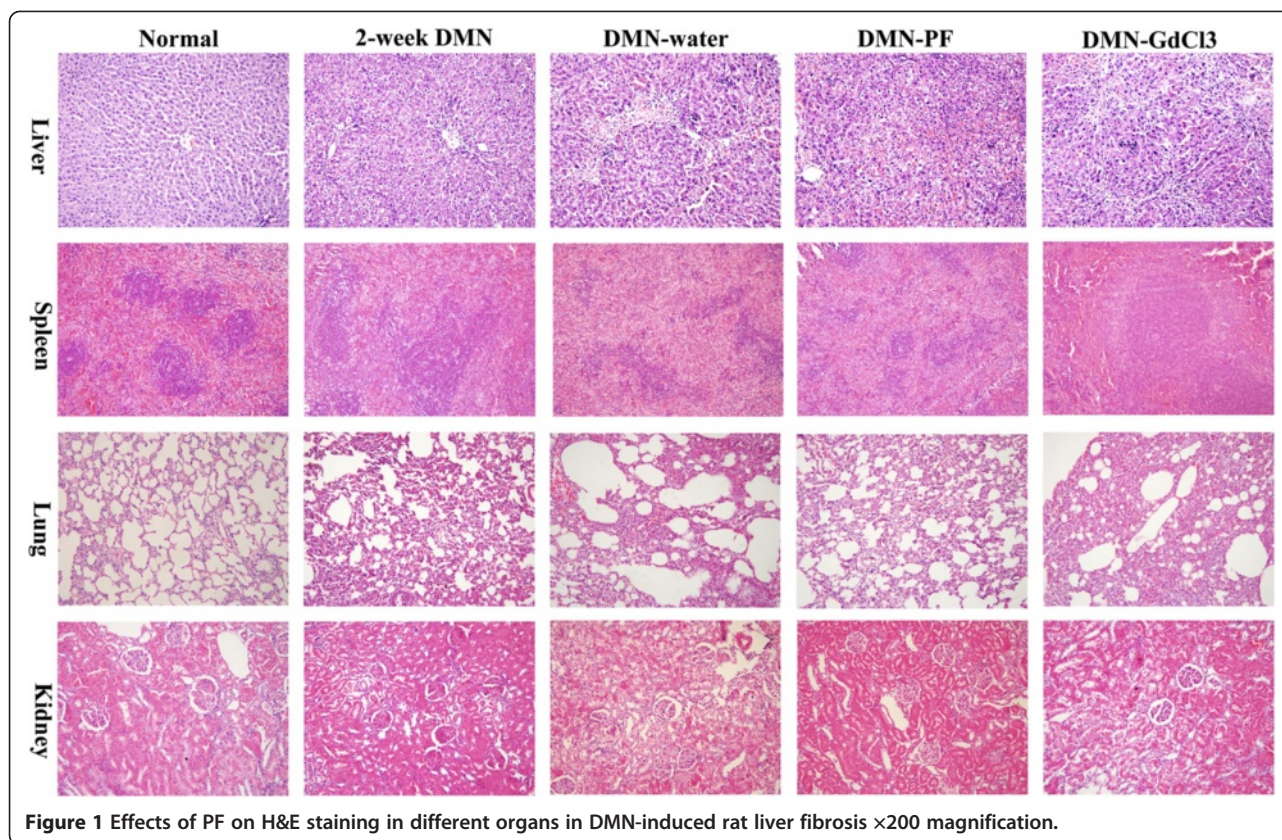 Normal
2-week DMN
DMN-water
DMN-PF
DMN-GdCl3
Liver
Spleen
Lung
Kidney
Figure 1 Effects of PF on H&E staining in different organs in DMN-induced rat liver fibrosis ×200 magnification.